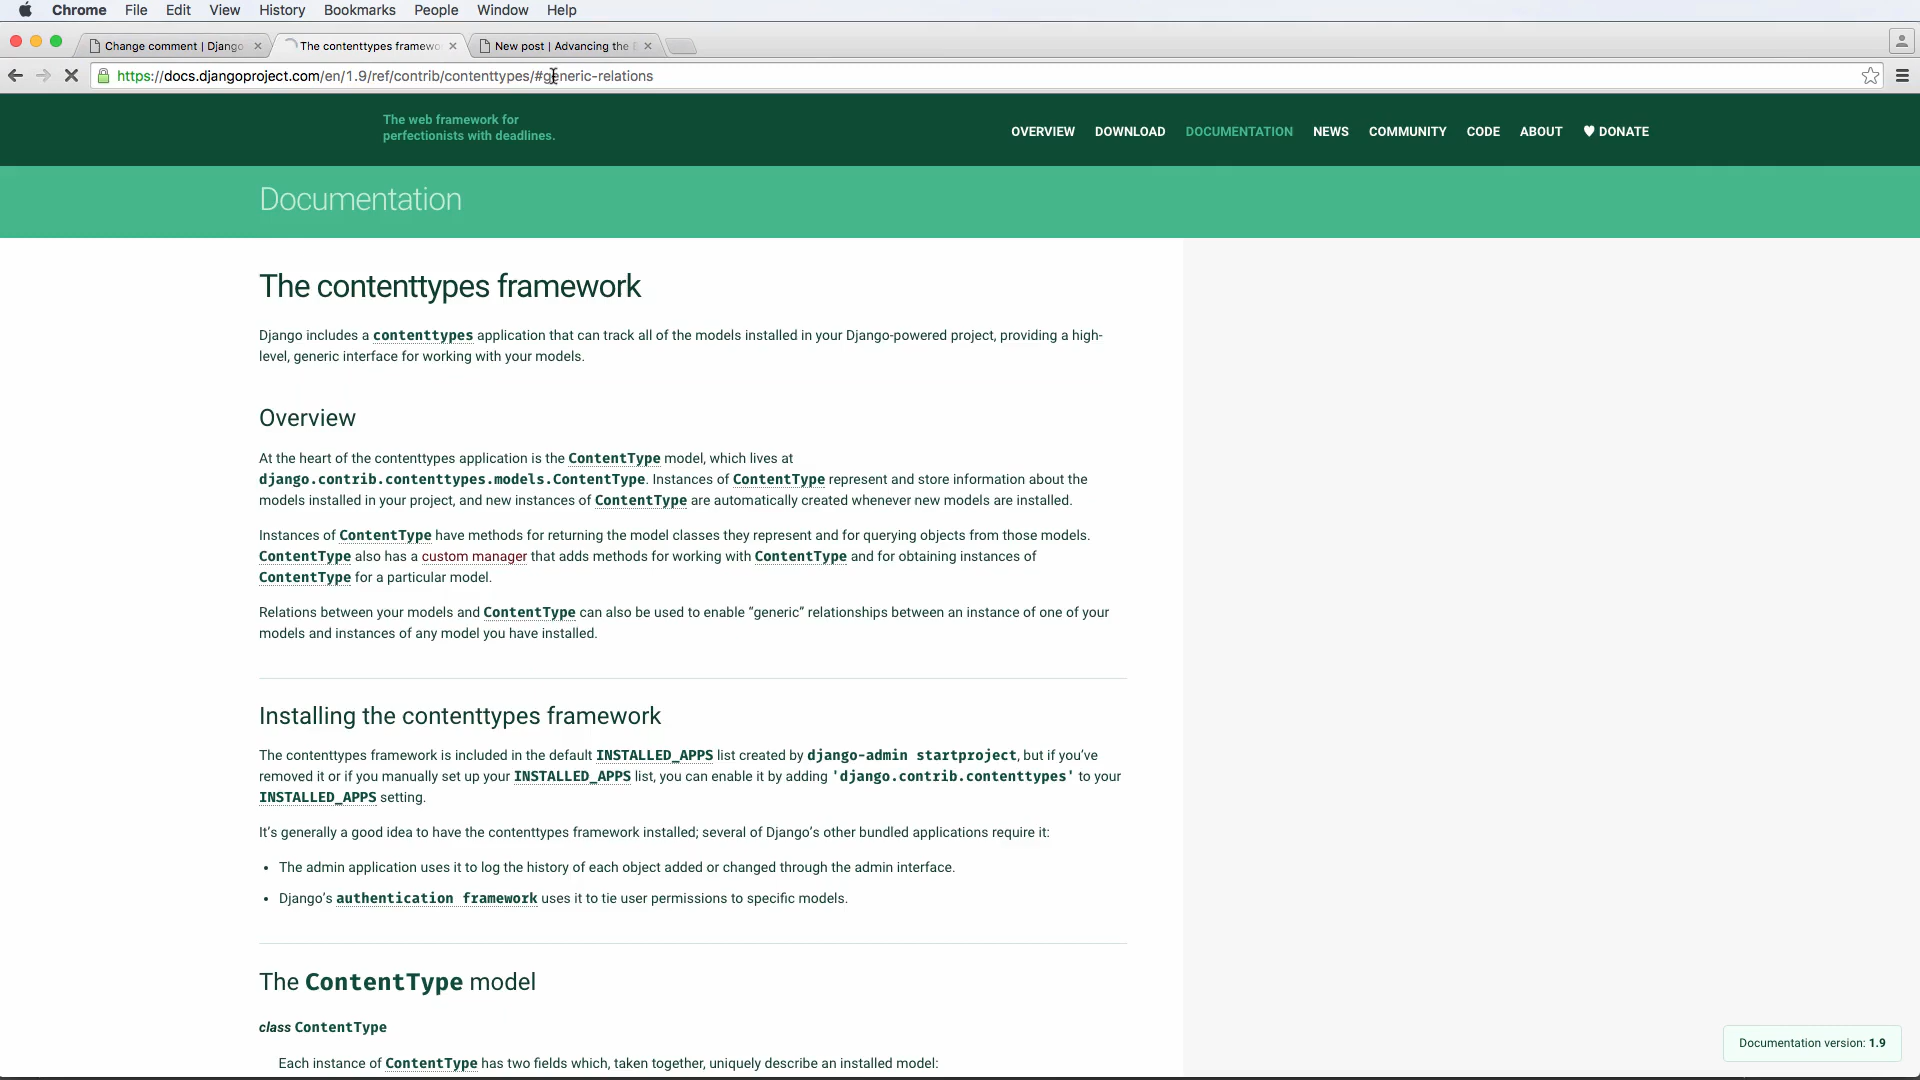 Chrome File Edit View History Bookmarks People Window Help
Change comment | Django
The contenttypes framewo
New post | Advancing the
https://docs.djangoproject.com/en/1.9/ref/contrib/contenttypes/#generic-relations
The web framework for
perfectionists with deadlines.
OVERVIEW DOWNLOAD DOCUMENTATION NEWS COMMUNITY CODE ABOUT ♥ DONATE
Documentation
The contenttypes framework
Django includes a contenttypes application that can track all of the models installed in your Django-powered project, providing a high-
level, generic interface for working with your models.
Overview
At the heart of the contenttypes application is the ContentType model, which lives at
django.contrib.contenttypes.models.ContentType. Instances of ContentType represent and store information about the
models installed in your project, and new instances of ContentType are automatically created whenever new models are installed.
Instances of ContentType have methods for returning the model classes they represent and for querying objects from those models.
ContentType also has a custom manager that adds methods for working with ContentType and for obtaining instances of
ContentType for a particular model.
Relations between your models and ContentType can also be used to enable “generic” relationships between an instance of one of your
models and instances of any model you have installed.
Installing the contenttypes framework
The contenttypes framework is included in the default INSTALLED_APPS list created by django-admin startproject, but if you’ve
removed it or if you manually set up your INSTALLED_APPS list, you can enable it by adding 'django.contrib.contenttypes' to your
INSTALLED_APPS setting.
It’s generally a good idea to have the contenttypes framework installed; several of Django’s other bundled applications require it:
• The admin application uses it to log the history of each object added or changed through the admin interface.
• Django’s authentication framework uses it to tie user permissions to specific models.
The ContentType model
class ContentType
Each instance of ContentType has two fields which, taken together, uniquely describe an installed model:
Documentation version: 1.9